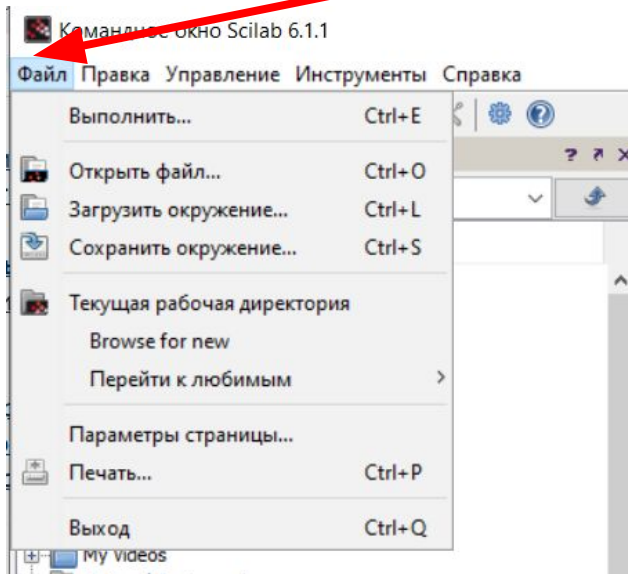 Командное окно Scilab 6.1.1
Файл Правка Управление Инструменты Справка
Выполнить... Ctrl+E
Открыть файл... Ctrl+O
Загрузить окружение... Ctrl+L
Сохранить окружение... Ctrl+S
Текущая рабочая директория
Browse for new
Перейти к любимым
Параметры страницы...
Печать... Ctrl+P
Выход Ctrl+Q
My Videos